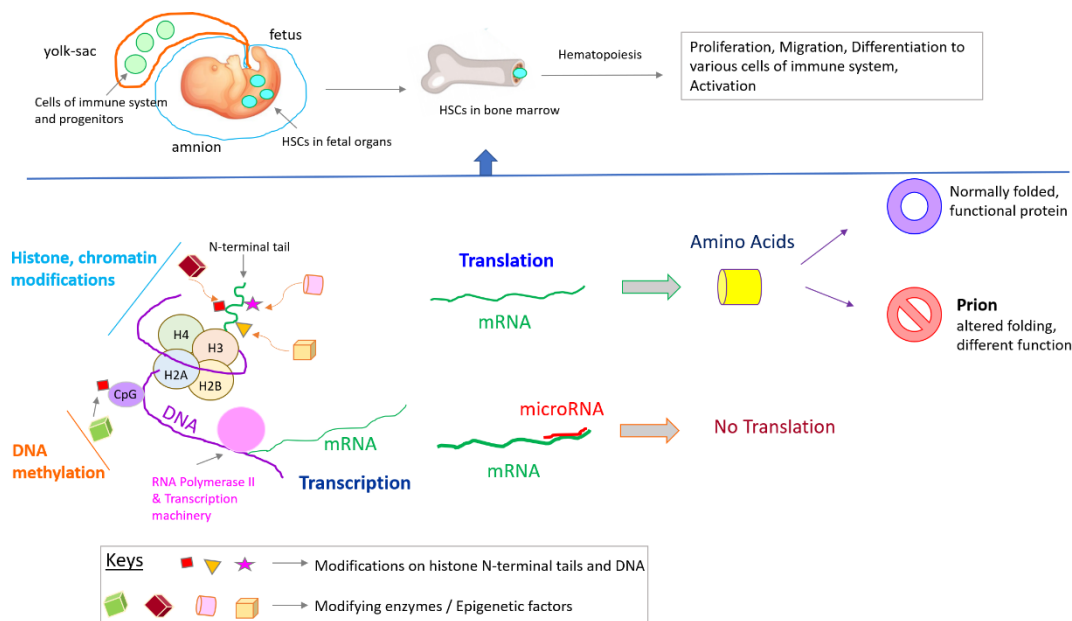 fetus
yolk-sac
Cells of immune system
and progenitors
amnion
HSCs in fetal organs
HSCs in bone marrow
Hematopoiesis
Proliferation, Migration, Differentiation to
various cells of immune system,
Activation
Histone, chromatin
modifications
N-terminal tail
H4
H3
H2A
H2B
CpG
DNA
DNA
methylation
mRNA
RNA Polymerase II
& Transcription
machinery
Transcription
Translation
mRNA
Amino Acids
Normally folded,
functional protein
Prion
altered folding,
different function
microRNA
mRNA
No Translation
Keys
Modifications on histone N-terminal tails and DNA
Modifying enzymes / Epigenetic factors